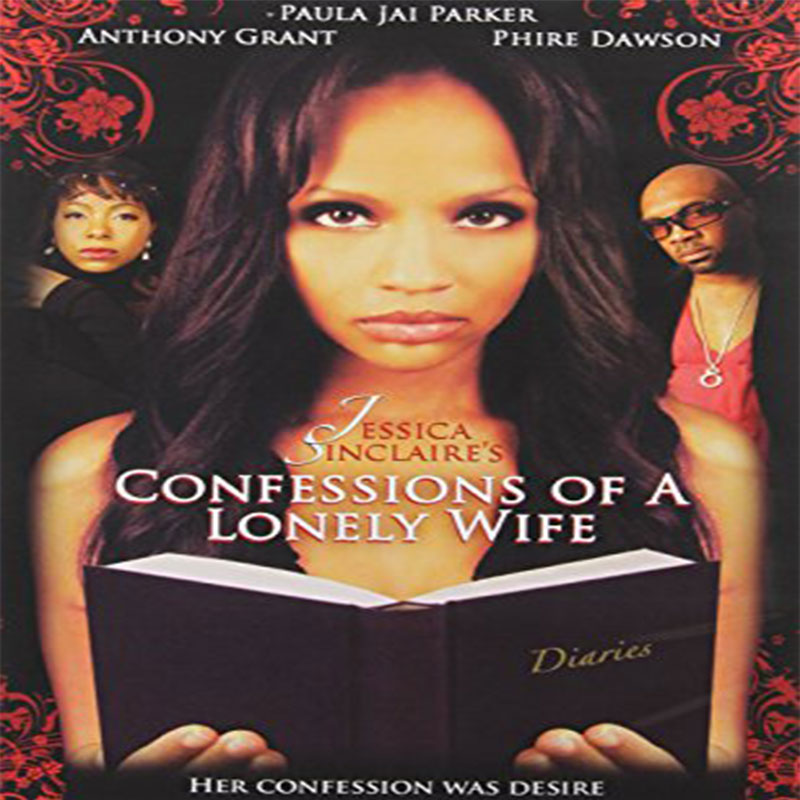 -PAULA JAI PARKER
ANTHONY GRANT PHIRE DAWSON
JESSICA
SINCLAIRE'S
CONFESSIONS OF A
LONELY WIFE
Diaries
HER CONFESSION WAS DESIRE